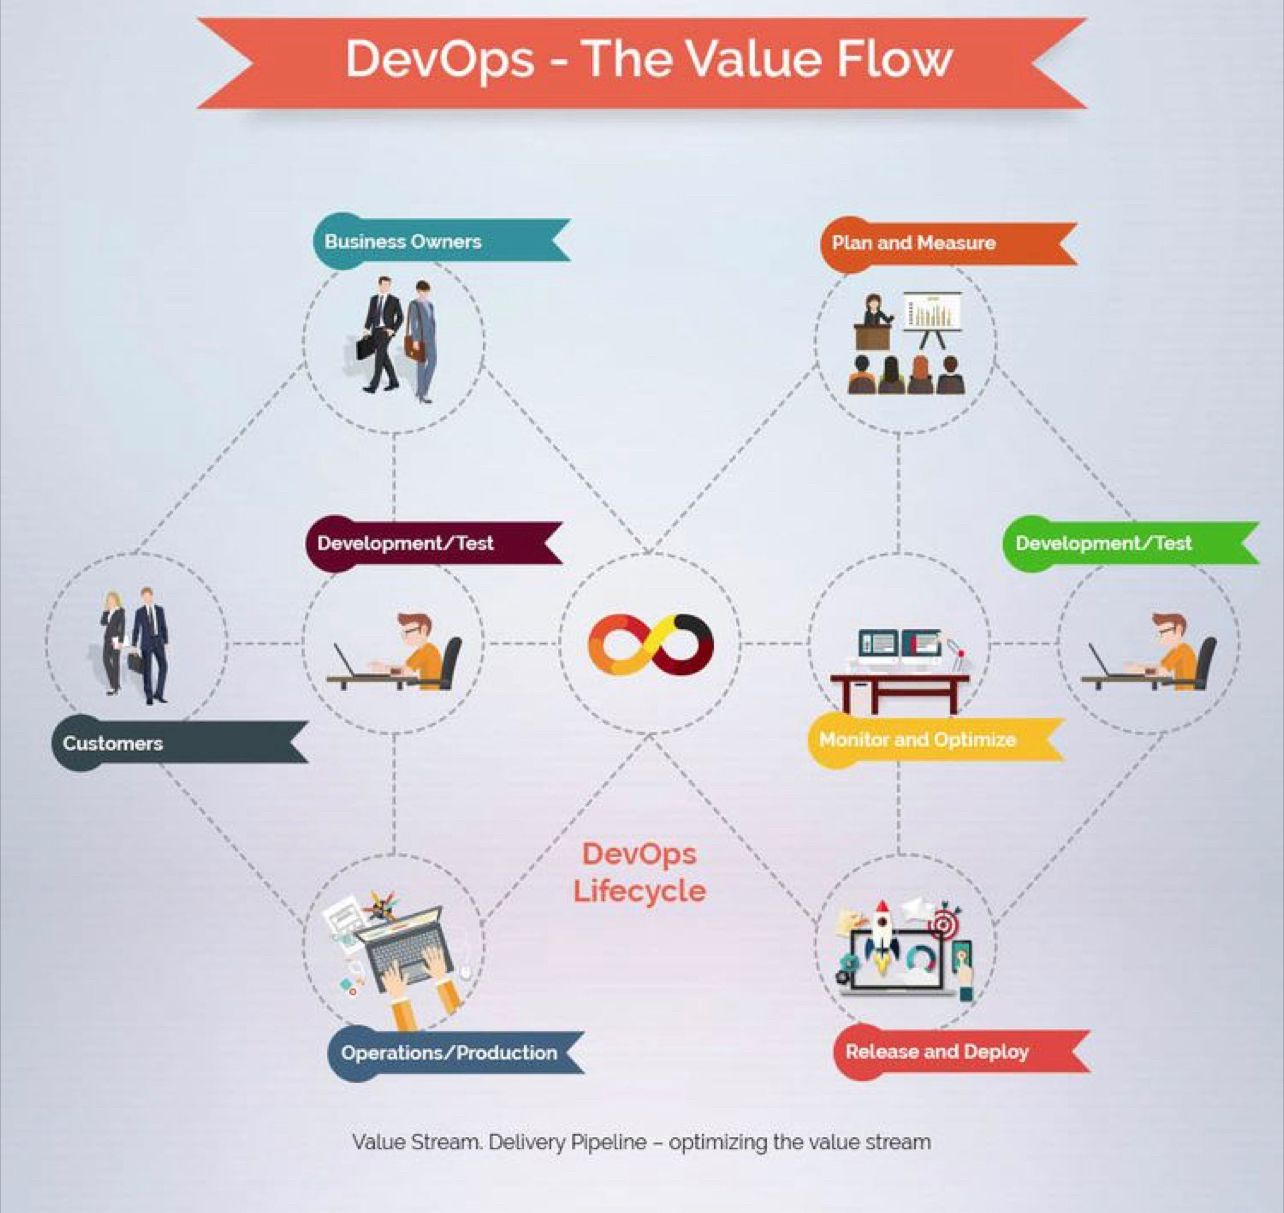 DevOps - The Value Flow
Business Owners
Plan and Measure
Development/Test
Development/Test
Customers
Monitor and Optimize
DevOps
Lifecycle
Operations/Production
Release and Deploy
Value Stream. Delivery Pipeline – optimizing the value stream